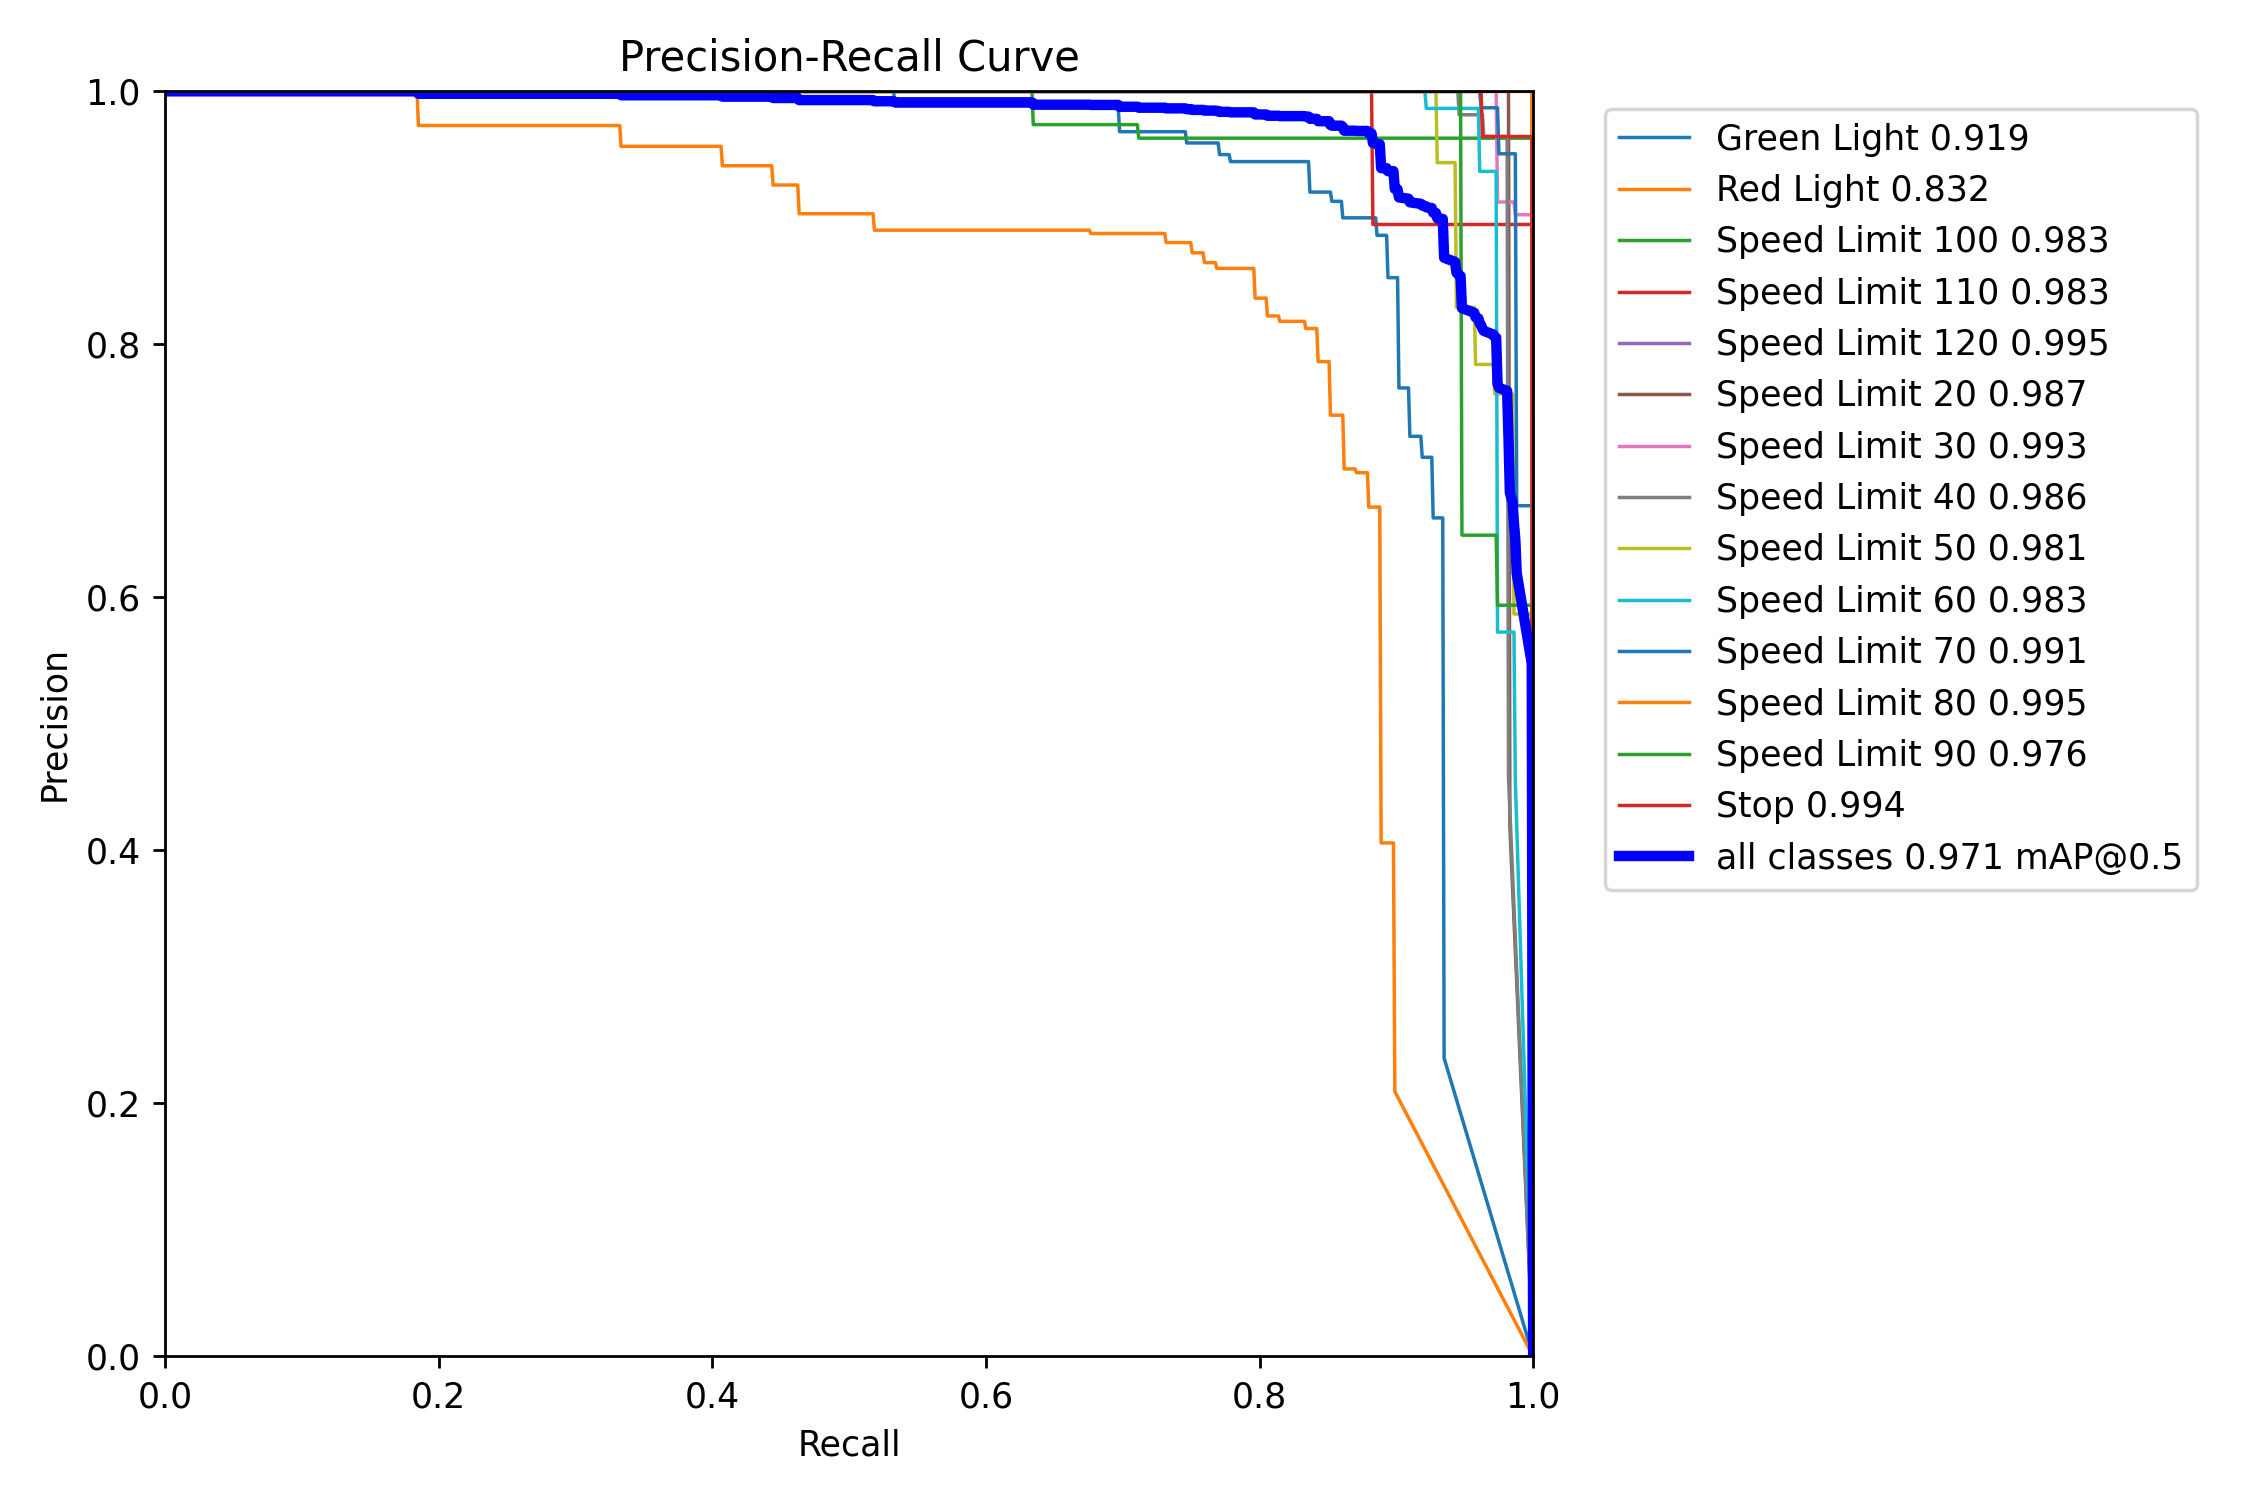 Precision-Recall Curve
1.0
0.8
0.6
0.4
0.2
0.0
Precision
0.0 0.2 0.4 0.6 0.8 1.0
Recall
Green Light 0.919
Red Light 0.832
Speed Limit 100 0.983
Speed Limit 110 0.983
Speed Limit 120 0.995
Speed Limit 20 0.987
Speed Limit 30 0.993
Speed Limit 40 0.986
Speed Limit 50 0.981
Speed Limit 60 0.983
Speed Limit 70 0.991
Speed Limit 80 0.995
Speed Limit 90 0.976
Stop 0.994
all classes 0.971 mAP@0.5